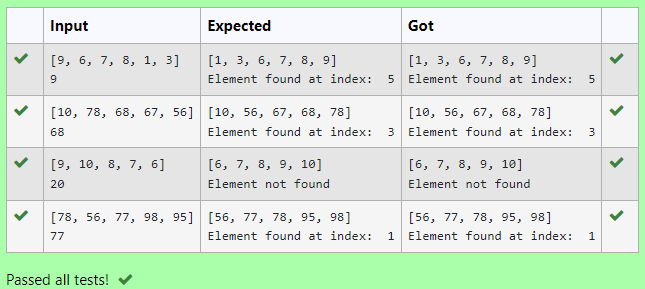 Input Expected Got
[9, 6, 7, 8, 1, 3] [1, 3, 6, 7, 8, 9] [1, 3, 6, 7, 8, 9]
9 Element found at index:  5 Element found at index:  5
[10, 78, 68, 67, 56] [10, 56, 67, 68, 78] [10, 56, 67, 68, 78]
68 Element found at index:  3 Element found at index:  3
[9, 10, 8, 7, 6] [6, 7, 8, 9, 10] [6, 7, 8, 9, 10]
20 Element not found Element not found
[78, 56, 77, 98, 95] [56, 77, 78, 95, 98] [56, 77, 78, 95, 98]
77 Element found at index:  1 Element found at index:  1
Passed all tests!